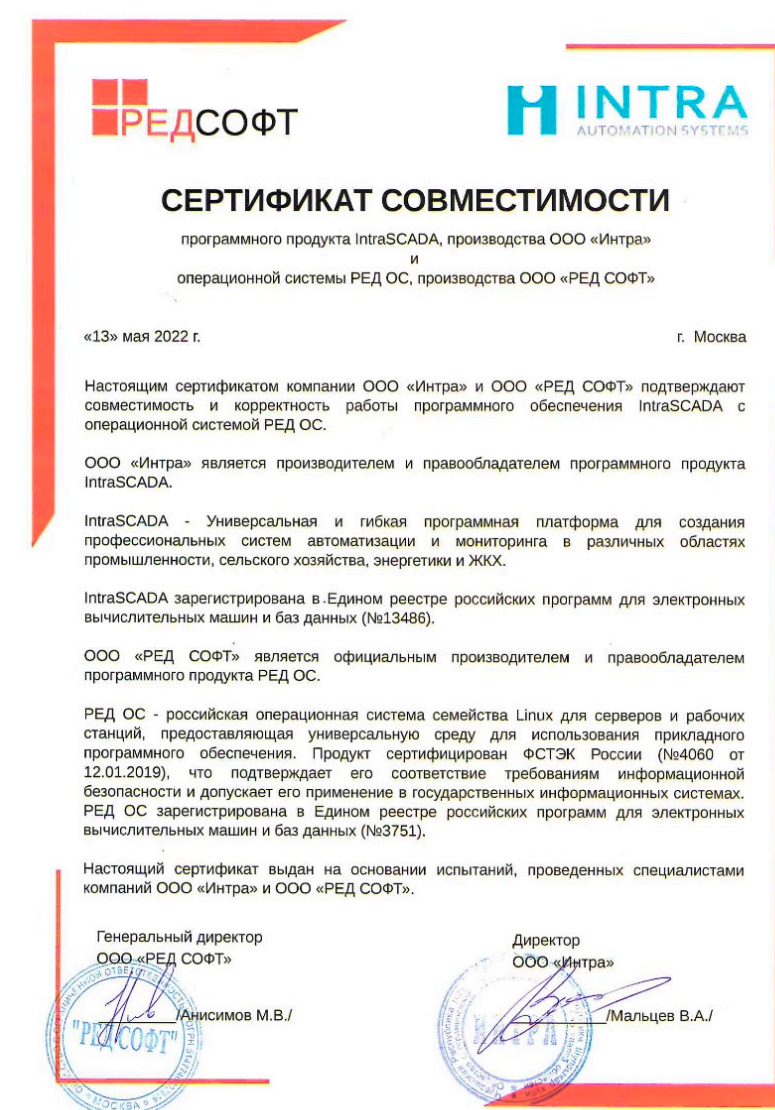 РЕДСОФТ
INTRA
AUTOMATION SYSTEMS
СЕРТИФИКАТ СОВМЕСТИМОСТИ
программного продукта IntraSCADA, производства ООО «Интра»
и
операционной системы РЕД ОС, производства ООО «РЕД СОФТ»
«13» мая 2022 г.
г. Москва
Настоящим сертификатом компании ООО «Интра» и ООО «РЕД СОФТ» подтверждают
совместимость и корректность работы программного обеспечения IntraSCADA с
операционной системой РЕД ОС.
ООО «Интра» является производителем и правообладателем программного продукта
IntraSCADA.
IntraSCADA - Универсальная и гибкая программная платформа для создания
профессиональных систем автоматизации и мониторинга в различных областях
промышленности, сельского хозяйства, энергетики и ЖКХ.
IntraSCADA зарегистрирована в Едином реестре российских программ для электронных
вычислительных машин и баз данных (№13486).
ООО «РЕД СОФТ» является официальным производителем и правообладателем
программного продукта РЕД ОС.
РЕД ОС - российская операционная система семейства Linux для серверов и рабочих
станций, предоставляющая универсальную среду для использования прикладного
программного обеспечения. Продукт сертифицирован ФСТЭК России (№4060 от
12.01.2019), что подтверждает его соответствие требованиям информационной
безопасности и допускает его применение в государственных информационных системах.
РЕД ОС зарегистрирована в Едином реестре российских программ для электронных
вычислительных машин и баз данных (№3751).
Настоящий сертификат выдан на основании испытаний, проведенных специалистами
компаний ООО «Интра» и ООО «РЕД СОФТ».
Генеральный директор
ООО «РЕД СОФТ»
/Анисимов М.В./
"РЕД СОФТ"
МОСКВА
Директор
ООО «Интра»
/Мальцев В.А./